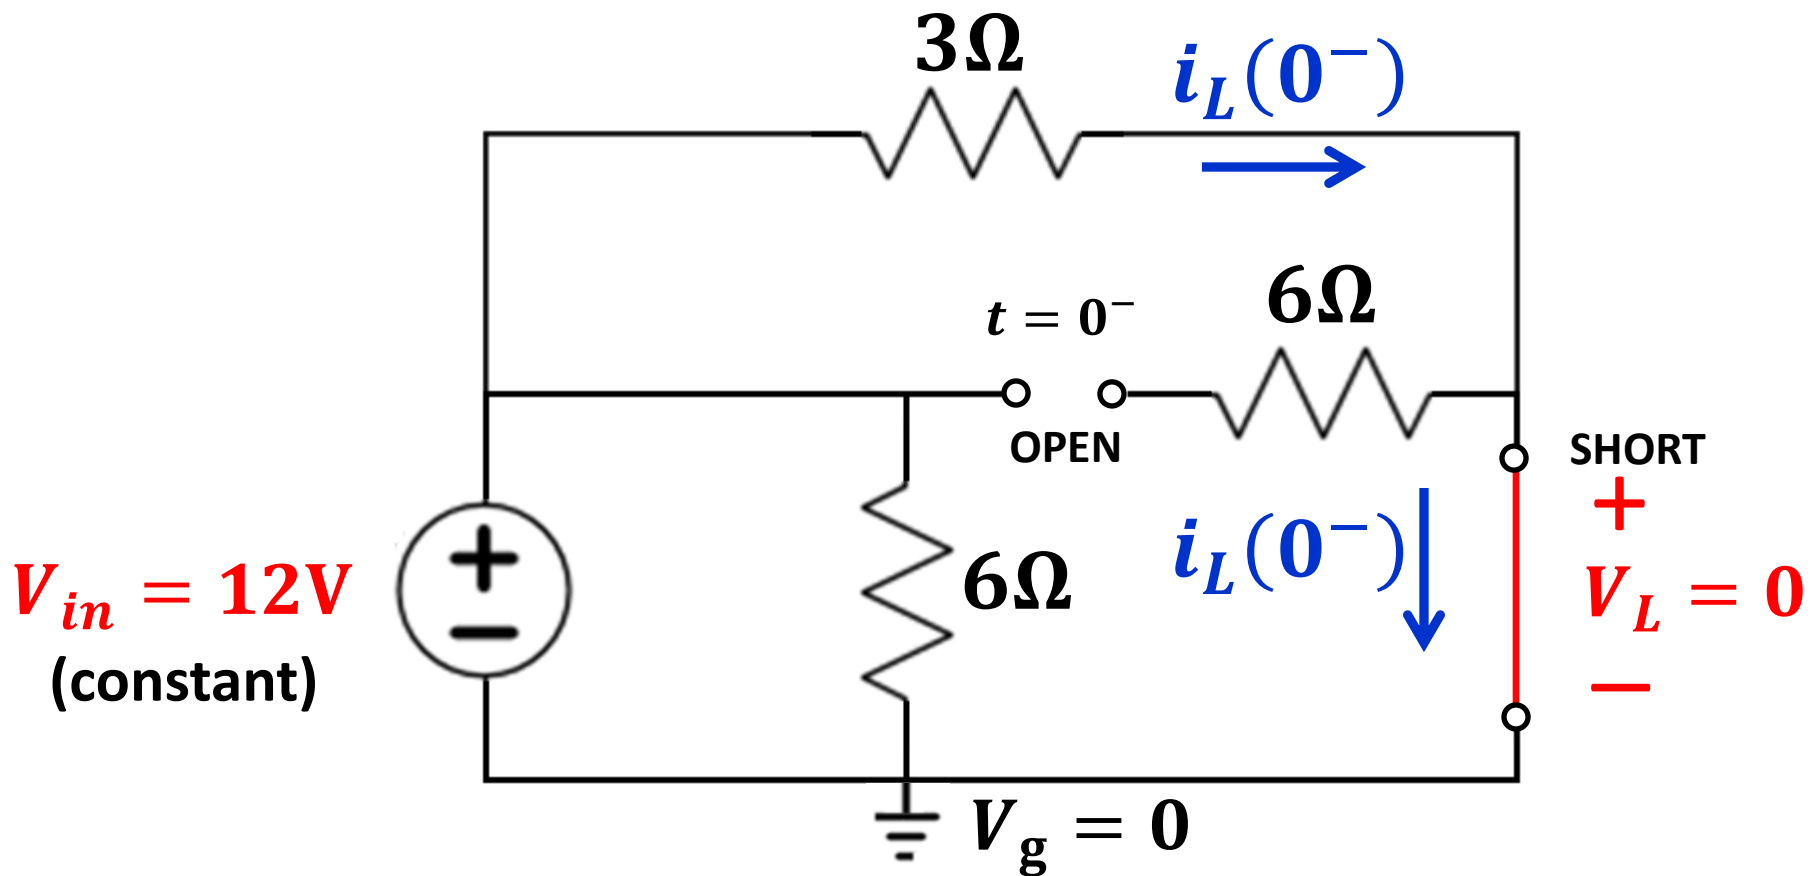 3Ω
i_L(0⁻)
t = 0⁻
6Ω
OPEN
SHORT
+
i_L(0⁻)
6Ω
V_in = 12V
(constant)
+
−
V_L = 0
−
V_g = 0